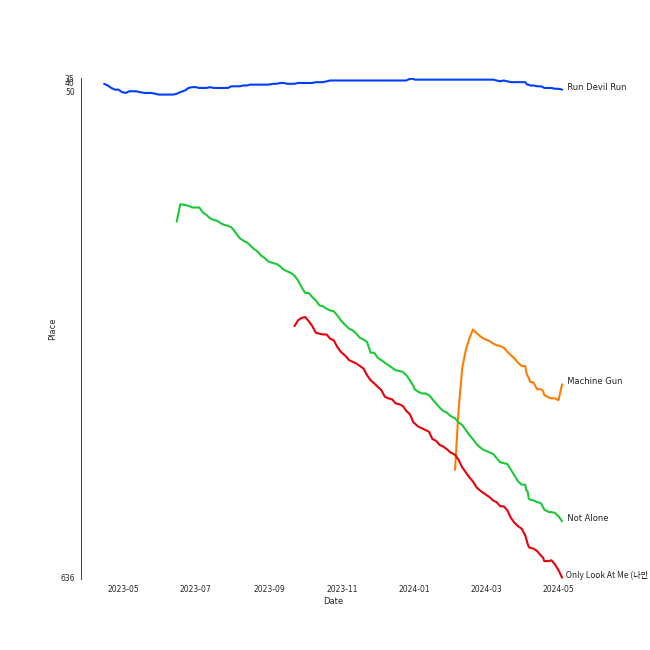 35
40
50
Run Devil Run
Place
Machine Gun
Not Alone
Only Look At Me (나만
636
2023-05 2023-07 2023-09 2023-11 2024-01 2024-03 2024-05
Date